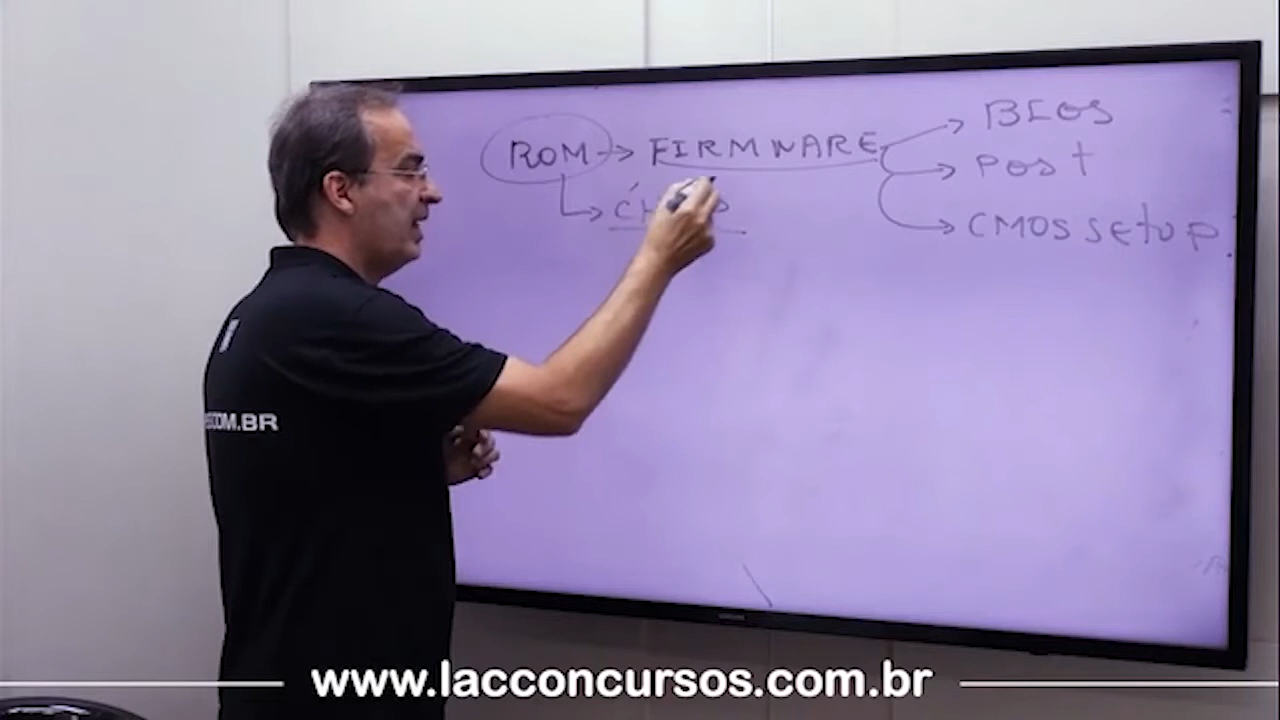 ROM → FIRMWARE → BIOS
→ POST
→ CMOS setup
COM.BR
www.lacconcursos.com.br